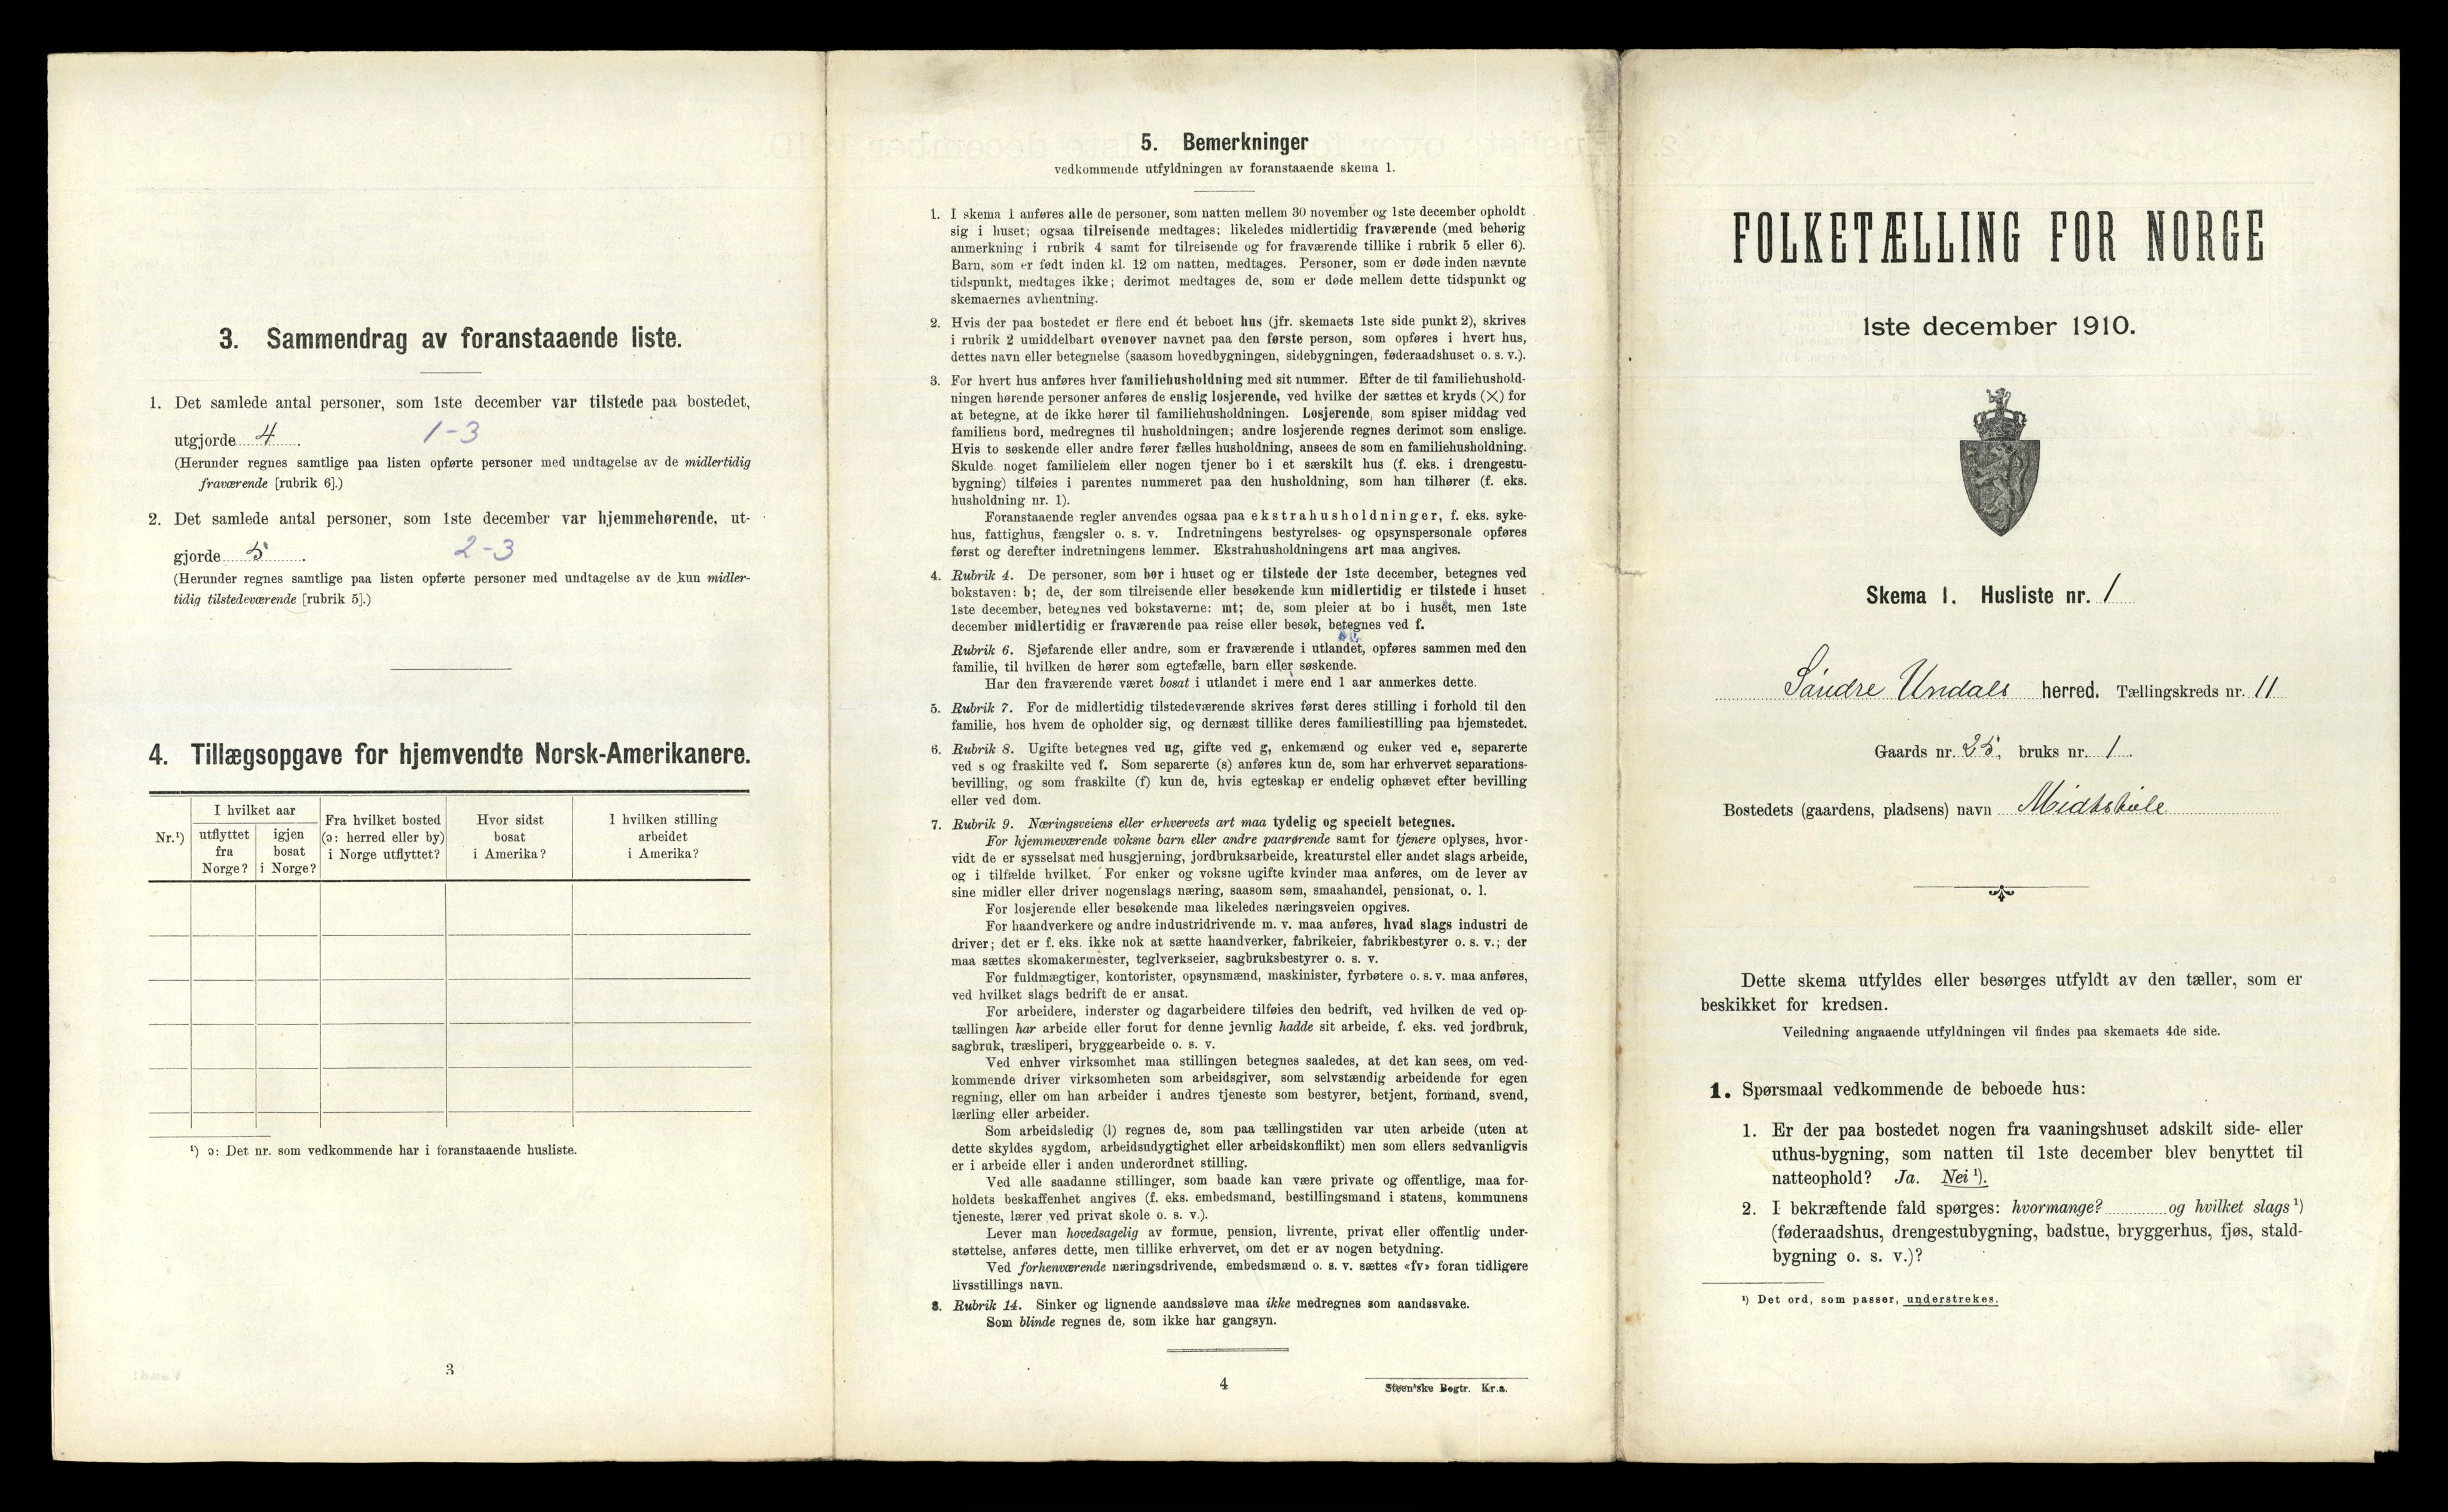 3. Sammendrag av foranstaaende liste.
1. Det samlede antal personer, som 1ste december var tilstede paa bostedet,
utgjorde 4. 1-3
(Herunder regnes samtlige paa listen opførte personer med undtagelse av de midlertidig
fraværende [rubrik 6].)
2. Det samlede antal personer, som 1ste december var hjemmehørende, ut-
gjorde 5. 2-3
(Herunder regnes samtlige paa listen opførte personer med undtagelse av de kun midler-
tidig tilstedeværende [rubrik 5].)
4. Tillægsopgave for hjemvendte Norsk-Amerikanere.
Nr.¹)
I hvilket aar
utflyttet
fra
Norge?
igjen
bosat
i Norge?
Fra hvilket bosted
(ɔ: herred eller by)
i Norge utflyttet?
Hvor sidst
bosat
i Amerika?
I hvilken stilling
arbeidet
i Amerika?
¹) ɔ: Det nr. som vedkommende har i foranstaaende husliste.
3
5. Bemerkninger
vedkommende utfyldningen av foranstaaende skema 1.
1. I skema 1 anføres alle de personer, som natten mellem 30 november og 1ste december opholdt
sig i huset; ogsaa tilreisende medtages; likeledes midlertidig fraværende (med behørig
anmerkning i rubrik 4 samt for tilreisende og for fraværende tillike i rubrik 5 eller 6).
Barn, som er født inden kl. 12 om natten, medtages. Personer, som er døde inden nævnte
tidspunkt, medtages ikke; derimot medtages de, som er døde mellem dette tidspunkt og
skemaernes avhentning.
2. Hvis der paa bostedet er flere end ét beboet hus (jfr. skemaets 1ste side punkt 2), skrives
i rubrik 2 umiddelbart ovenover navnet paa den første person, som opføres i hvert hus,
dettes navn eller betegnelse (saasom hovedbygningen, sidebygningen, føderaadshuset o. s. v.).
3. For hvert hus anføres hver familiehusholdning med sit nummer. Efter de til familiehushold-
ningen hørende personer anføres de enslig losjerende, ved hvilke der sættes et kryds (×) for
at betegne, at de ikke hører til familiehusholdningen. Losjerende, som spiser middag ved
familiens bord, medregnes til husholdningen; andre losjerende regnes derimot som enslige.
Hvis to søskende eller andre fører fælles husholdning, ansees de som en familiehusholdning.
Skulde noget familielem eller nogen tjener bo i et særskilt hus (f. eks. i drengestu-
bygning) tilføies i parentes nummeret paa den husholdning, som han tilhører (f. eks.
husholdning nr. 1).
Foranstaaende regler anvendes ogsaa paa ekstrahusholdninger, f. eks. syke-
hus, fattighus, fængsler o. s. v. Indretningens bestyrelses- og opsynspersonale opføres
først og derefter indretningens lemmer. Ekstrahusholdningens art maa angives.
4. Rubrik 4. De personer, som bor i huset og er tilstede der 1ste december, betegnes ved
bokstaven: b; de, der som tilreisende eller besøkende kun midlertidig er tilstede i huset
1ste december, betegnes ved bokstaverne: mt; de, som pleier at bo i huset, men 1ste
december midlertidig er fraværende paa reise eller besøk, betegnes ved f.
Rubrik 6. Sjøfarende eller andre, som er fraværende i utlandet, opføres sammen med den
familie, til hvilken de hører som egtefælle, barn eller søskende.
Har den fraværende været bosat i utlandet i mere end 1 aar anmerkes dette.
5. Rubrik 7. For de midlertidig tilstedeværende skrives først deres stilling i forhold til den
familie, hos hvem de opholder sig, og dernæst tillike deres familiestilling paa hjemstedet.
6. Rubrik 8. Ugifte betegnes ved ug, gifte ved g, enkemænd og enker ved e, separerte
ved s og fraskilte ved f. Som separerte (s) anføres kun de, som har erhvervet separations-
bevilling, og som fraskilte (f) kun de, hvis egteskap er endelig ophævet efter bevilling
eller ved dom.
7. Rubrik 9. Næringsveiens eller erhvervets art maa tydelig og specielt betegnes.
For hjemmeværende voksne barn eller andre paarørende samt for tjenere oplyses, hvor-
vidt de er sysselsat med husgjerning, jordbruksarbeide, kreaturstel eller andet slags arbeide,
og i tilfælde hvilket. For enker og voksne ugifte kvinder maa anføres, om de lever av
sine midler eller driver nogenslags næring, saasom søm, smaahandel, pensionat, o. l.
For losjerende eller besøkende maa likeledes næringsveien opgives.
For haandverkere og andre industridrivende m. v. maa anføres, hvad slags industri de
driver; det er f. eks. ikke nok at sætte haandverker, fabrikeier, fabrikbestyrer o. s. v.; der
maa sættes skomakermester, teglverkseier, sagbruksbestyrer o. s. v.
For fuldmægtiger, kontorister, opsynsmænd, maskinister, fyrbøtere o. s. v. maa anføres,
ved hvilket slags bedrift de er ansat.
For arbeidere, inderster og dagarbeidere tilføies den bedrift, ved hvilken de ved op-
tællingen har arbeide eller forut for denne jevnlig hadde sit arbeide, f. eks. ved jordbruk,
sagbruk, træsliperi, bryggearbeide o. s. v.
Ved enhver virksomhet maa stillingen betegnes saaledes, at det kan sees, om ved-
kommende driver virksomheten som arbeidsgiver, som selvstændig arbeidende for egen
regning, eller om han arbeider i andres tjeneste som bestyrer, betjent, formand, svend,
lærling eller arbeider.
Som arbeidsledig (l) regnes de, som paa tællingstiden var uten arbeide (uten at
dette skyldes sygdom, arbeidsudygtighet eller arbeidskonflikt) men som ellers sedvanligvis
er i arbeide eller i anden underordnet stilling.
Ved alle saadanne stillinger, som baade kan være private og offentlige, maa for-
holdets beskaffenhet angives (f. eks. embedsmand, bestillingsmand i statens, kommunens
tjeneste, lærer ved privat skole o. s. v.).
Lever man hovedsagelig av formue, pension, livrente, privat eller offentlig under-
støttelse, anføres dette, men tillike erhvervet, om det er av nogen betydning.
Ved forhenværende næringsdrivende, embedsmænd o. s. v. sættes «fv» foran tidligere
livsstillings navn.
8. Rubrik 14. Sinker og lignende aandssløve maa ikke medregnes som aandssvake.
Som blinde regnes de, som ikke har gangsyn.
4
Steen'ske Bogtr. Kr.a.
FOLKETÆLLING FOR NORGE
1ste december 1910.
Skema 1. Husliste nr. 1
Søndre Undals herred. Tællingskreds nr. 11
Gaards nr. 25, bruks nr. 1.
Bostedets (gaardens, pladsens) navn Midtbøle
Dette skema utfyldes eller besørges utfyldt av den tæller, som er
beskikket for kredsen.
Veiledning angaaende utfyldningen vil findes paa skemaets 4de side.
1. Spørsmaal vedkommende de beboede hus:
1. Er der paa bostedet nogen fra vaaningshuset adskilt side- eller
uthus-bygning, som natten til 1ste december blev benyttet til
natteophold? Ja. Nei ¹).
2. I bekræftende fald spørges: hvormange? og hvilket slags ¹)
(føderaadshus, drengestubygning, badstue, bryggerhus, fjøs, stald-
bygning o. s. v.)?
¹) Det ord, som passer, understrekes.